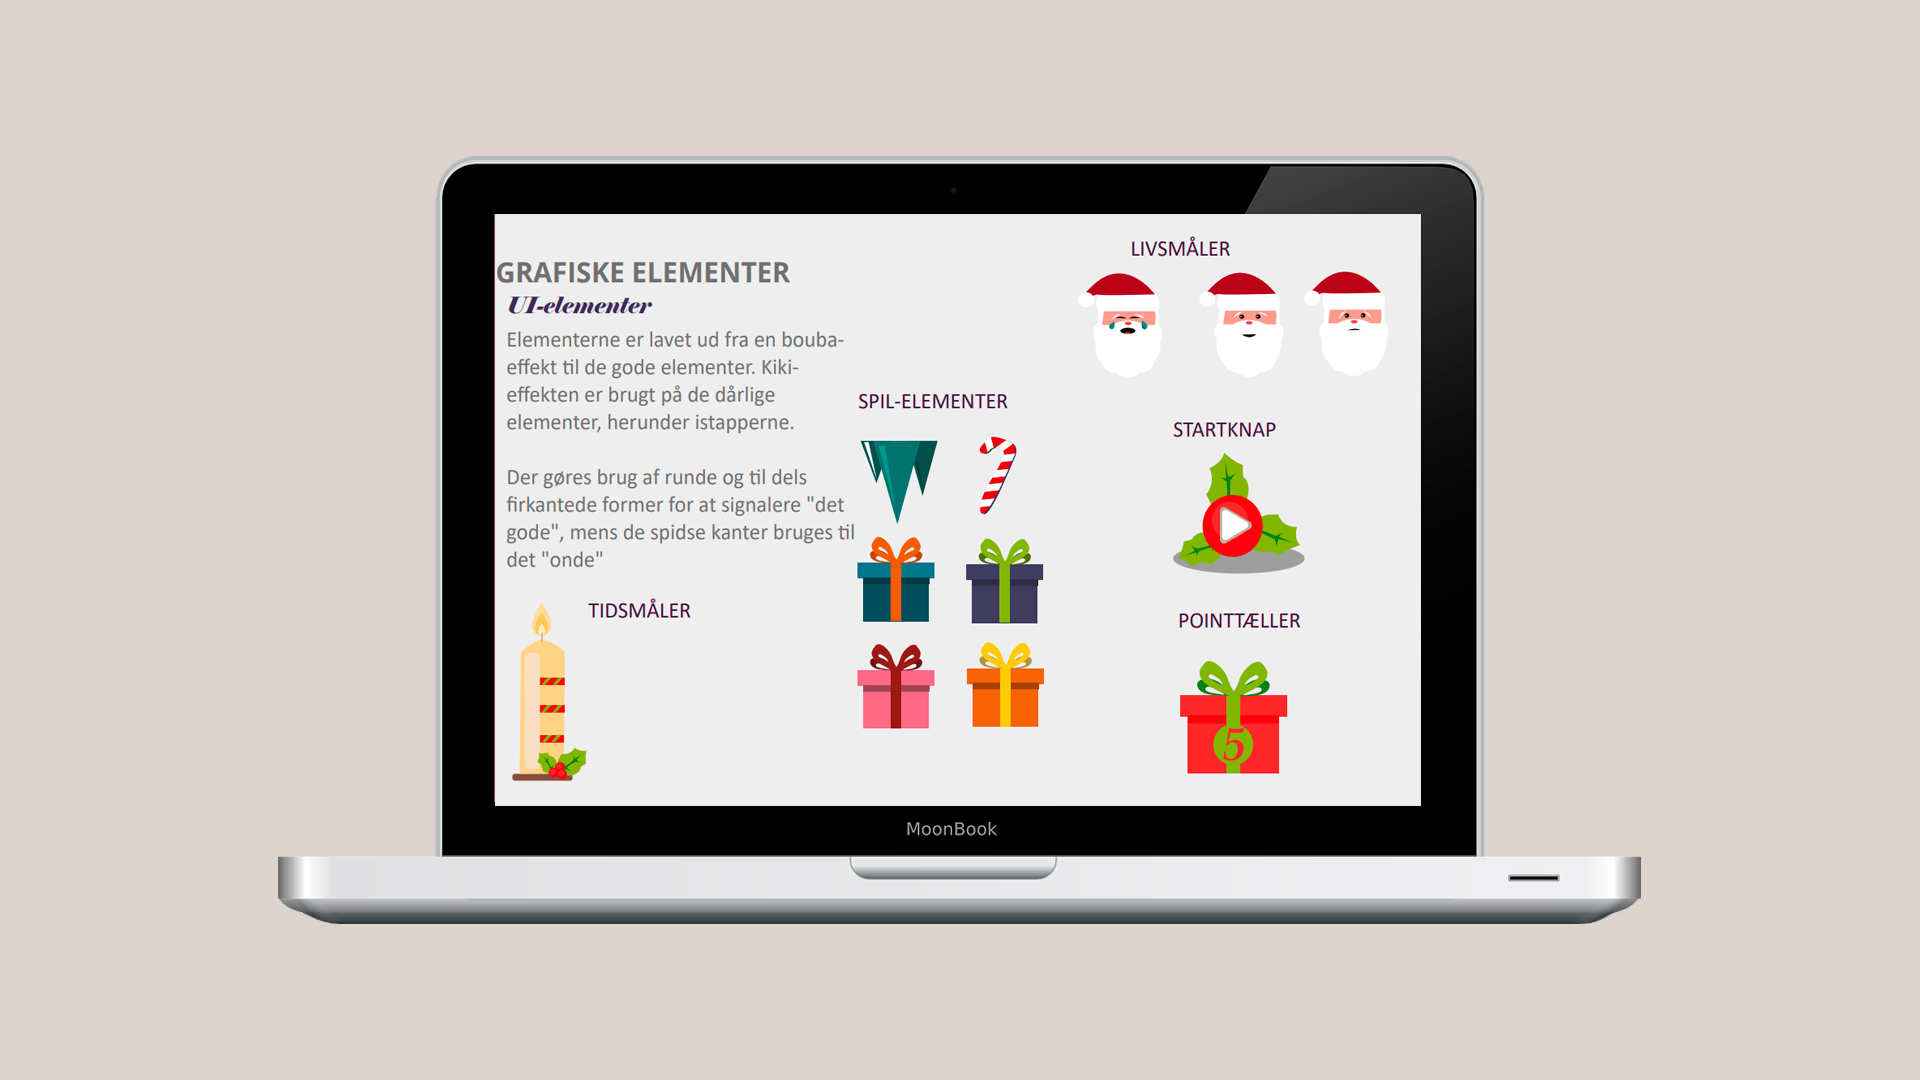 GRAFISKE ELEMENTER
UI-elementer
Elementerne er lavet ud fra en bouba-
effekt til de gode elementer. Kiki-
effekten er brugt på de dårlige
elementer, herunder istapperne.
Der gøres brug af runde og til dels
firkantede former for at signalere "det
gode", mens de spidse kanter bruges til
det "onde"
TIDSMÅLER
SPIL-ELEMENTER
LIVSMÅLER
STARTKNAP
POINTTÆLLER
5
MoonBook